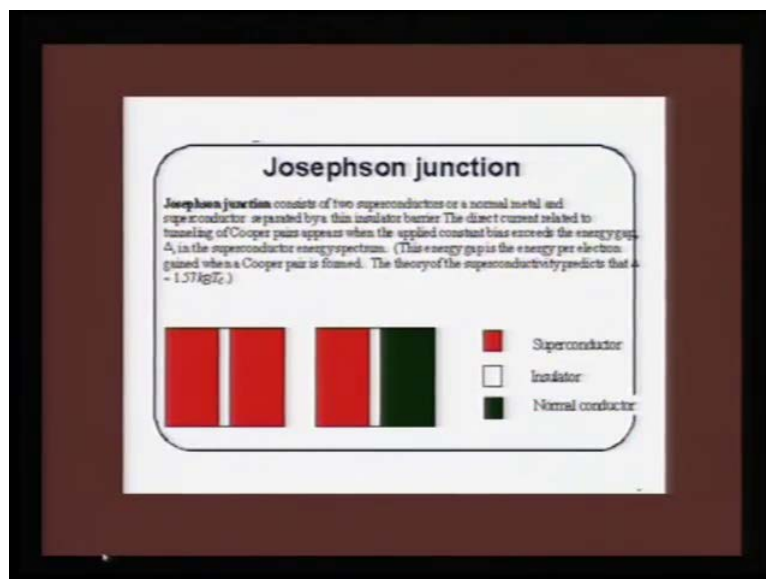 Josephson junction
Josephson junction consists of two superconductors or a normal metal and
superconductor separated by a thin insulator barrier The direct current related to
tunneling of Cooper pairs appears when the applied constant bias exceeds the energy gap,
Δ, in the superconductor energy spectrum. (This energy gap is the energy per electron
gained when a Cooper pair is formed. The theory of the superconductivity predicts that Δ
~ 1.57kBTc.)
Superconductor
Insulator
Normal conductor